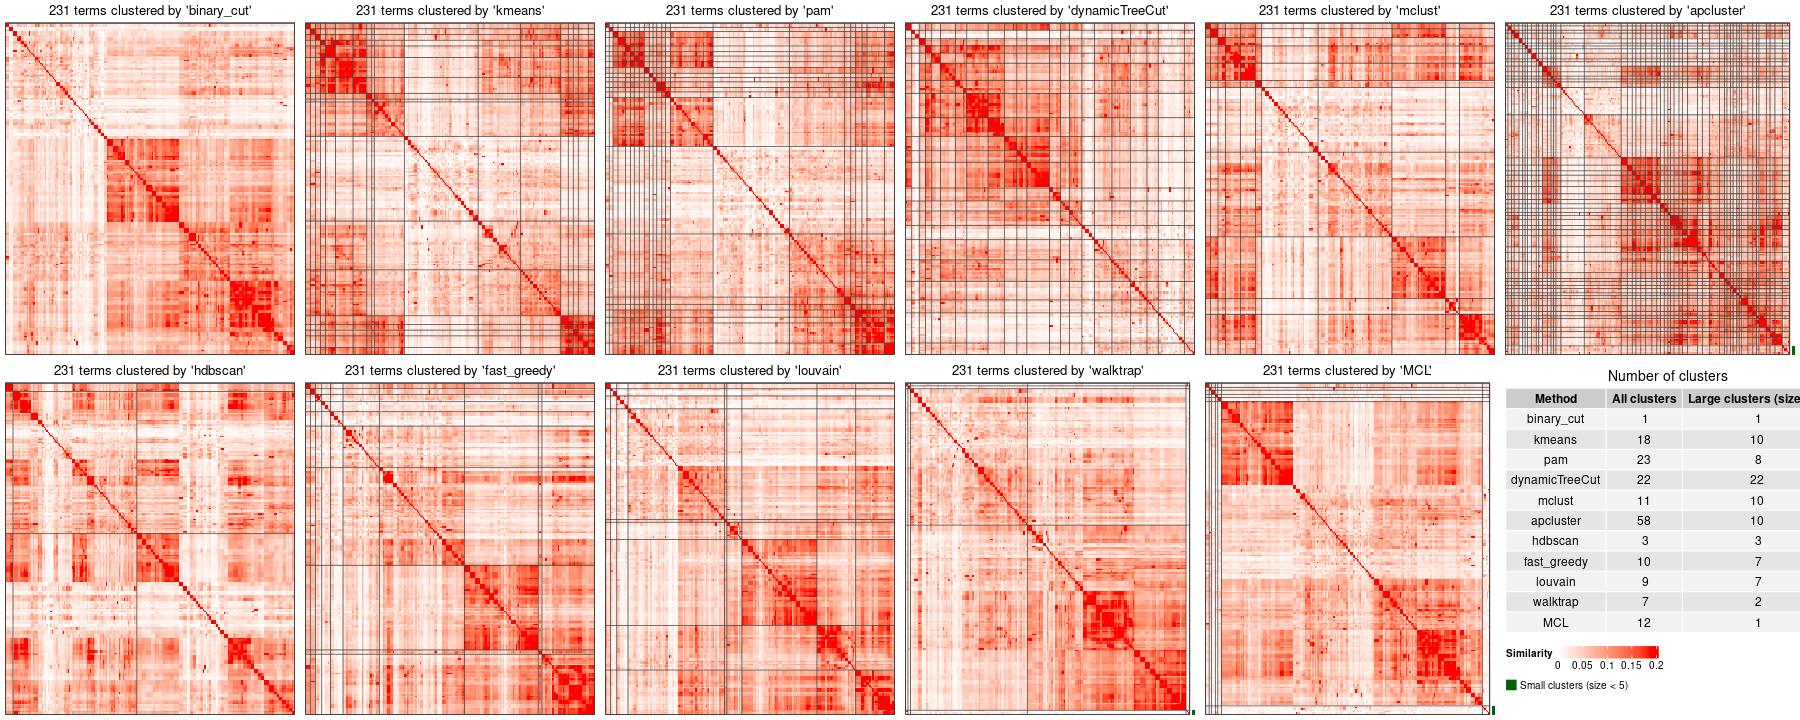 231 terms clustered by 'binary_cut'
231 terms clustered by 'kmeans'
231 terms clustered by 'pam'
231 terms clustered by 'dynamicTreeCut'
231 terms clustered by 'mclust'
231 terms clustered by 'apcluster'
231 terms clustered by 'hdbscan'
231 terms clustered by 'fast_greedy'
231 terms clustered by 'louvain'
231 terms clustered by 'walktrap'
231 terms clustered by 'MCL'
Number of clusters
Method All clusters Large clusters (size
binary_cut 1 1
kmeans 18 10
pam 23 8
dynamicTreeCut 22 22
mclust 11 10
apcluster 58 10
hdbscan 3 3
fast_greedy 10 7
louvain 9 7
walktrap 7 2
MCL 12 1
Similarity
0 0.05 0.1 0.15 0.2
Small clusters (size < 5)